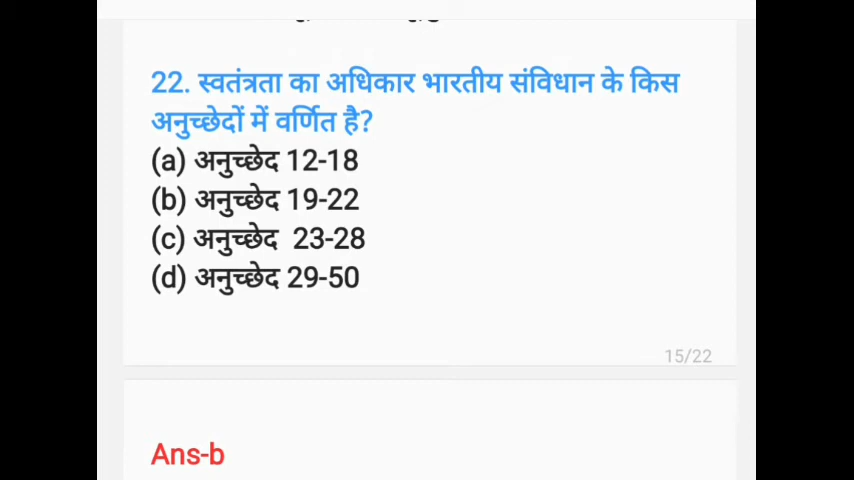 22. स्वतंत्रता का अधिकार भारतीय संविधान के किस
अनुच्छेदों में वर्णित है?
(a) अनुच्छेद 12-18
(b) अनुच्छेद 19-22
(c) अनुच्छेद 23-28
(d) अनुच्छेद 29-50
15/22
Ans-b